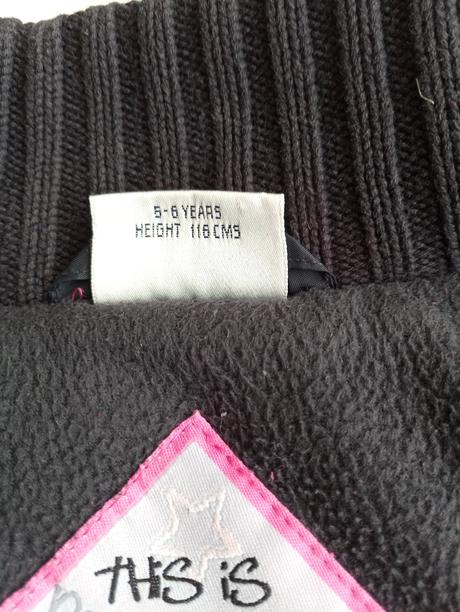 5-6 YEARS
HEIGHT 116 CMS
THIS IS